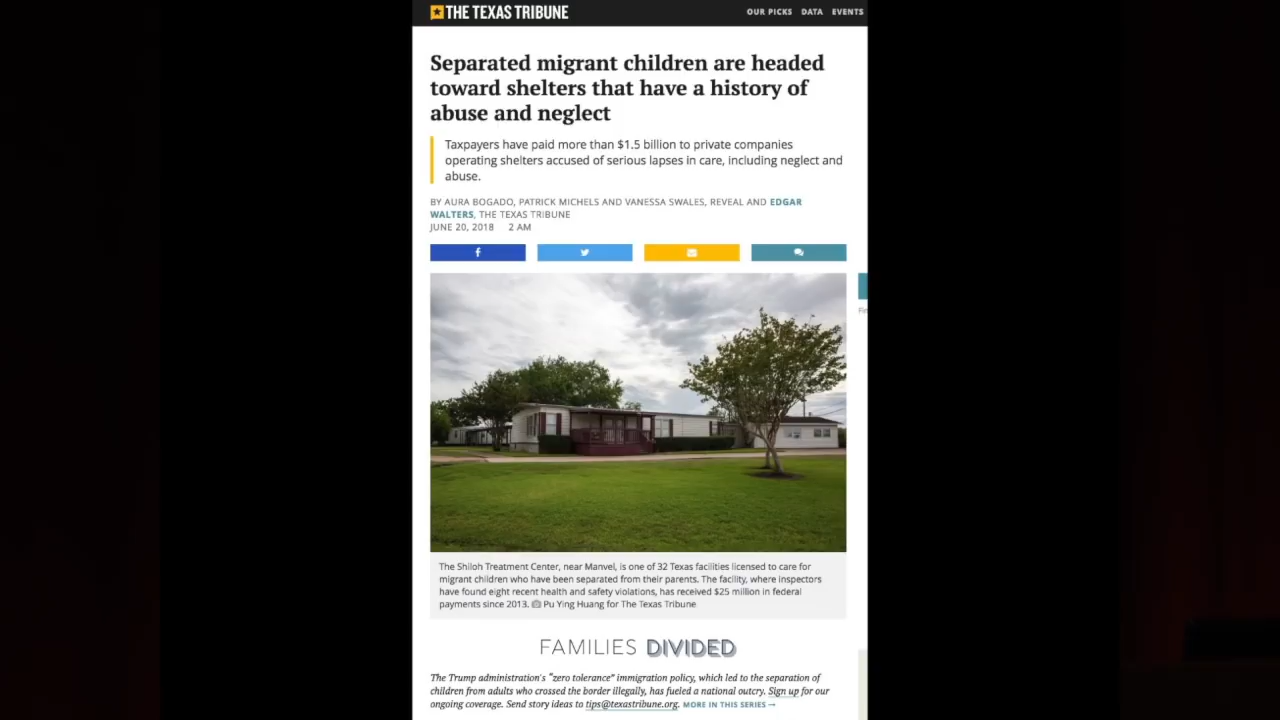 THE TEXAS TRIBUNE
OUR PICKS DATA EVENTS
Separated migrant children are headed
toward shelters that have a history of
abuse and neglect
Taxpayers have paid more than $1.5 billion to private companies
operating shelters accused of serious lapses in care, including neglect and
abuse.
BY AURA BOGADO, PATRICK MICHELS AND VANESSA SWALES, REVEAL AND EDGAR
WALTERS, THE TEXAS TRIBUNE
JUNE 20, 2018 2 AM
The Shiloh Treatment Center, near Manvel, is one of 32 Texas facilities licensed to care for
migrant children who have been separated from their parents. The facility, where inspectors
have found eight recent health and safety violations, has received $25 million in federal
payments since 2013. Pu Ying Huang for The Texas Tribune
FAMILIES DIVIDED
The Trump administration's "zero tolerance" immigration policy, which led to the separation of
children from adults who crossed the border illegally, has fueled a national outcry. Sign up for our
ongoing coverage. Send story ideas to tips@texastribune.org. MORE IN THIS SERIES →